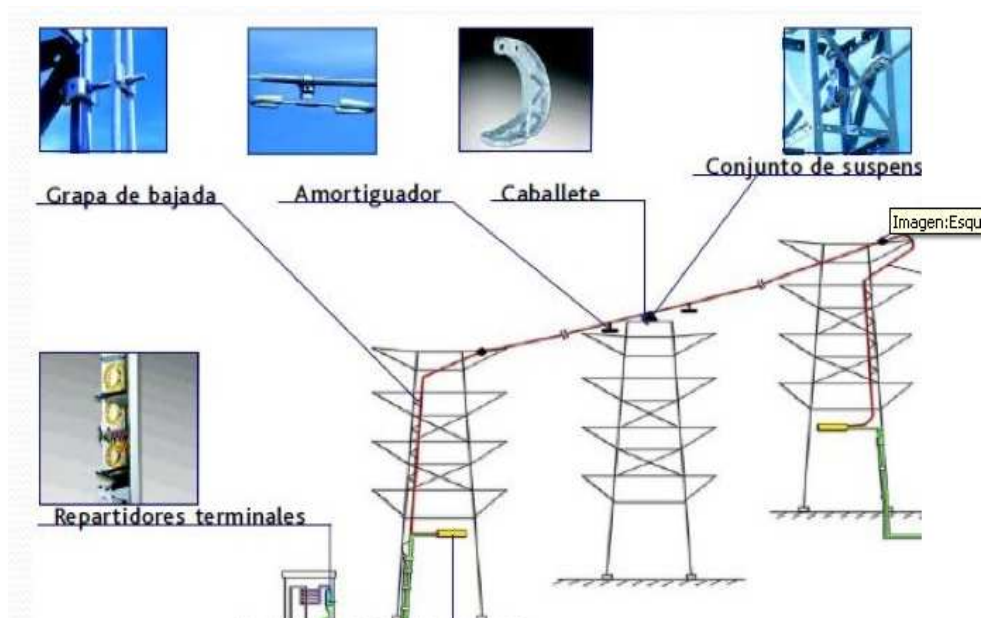 Conjunto de suspens
Grapa de bajada
Amortiguador
Caballete
Imagen:Esqu
Repartidores terminales